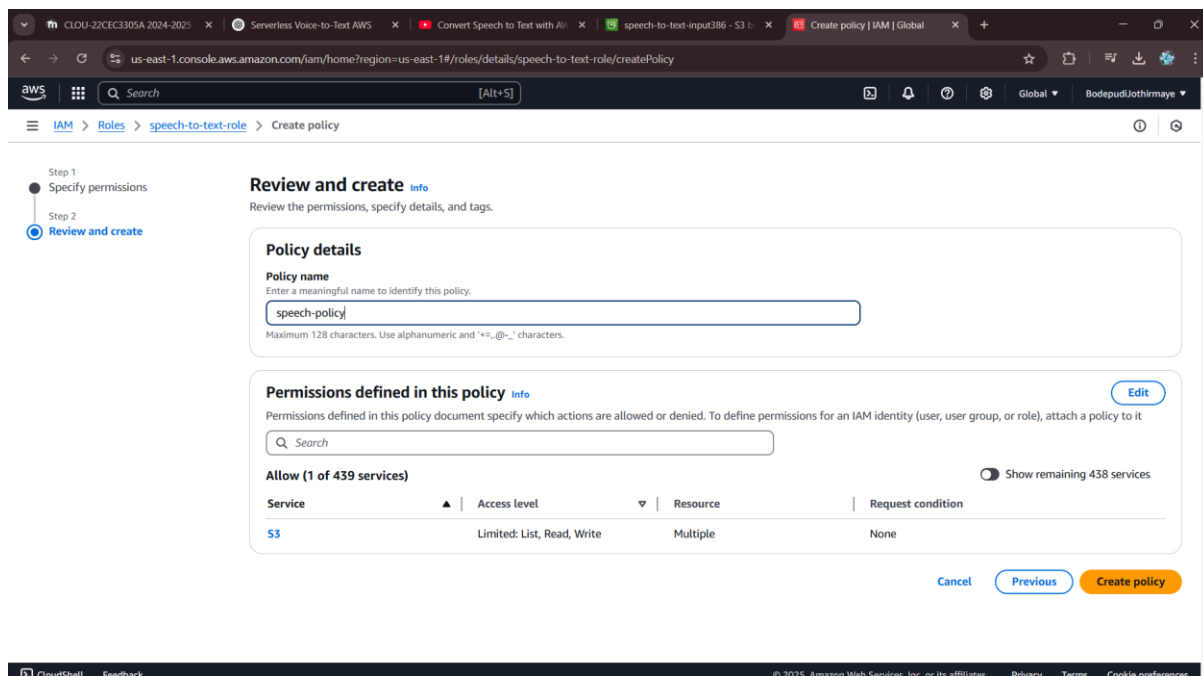 CLOU-22CEC3305A 2024-2025
Serverless Voice-to-Text AWS
Convert Speech to Text with AW
speech-to-text-input386 - S3 b
Create policy | IAM | Global
us-east-1.console.aws.amazon.com/iam/home?region=us-east-1#/roles/details/speech-to-text-role/createPolicy
aws
Search
[Alt+S]
Global
BodepudiJothirmaye
IAM > Roles > speech-to-text-role > Create policy
Step 1
Specify permissions
Step 2
Review and create
Review and create Info
Review the permissions, specify details, and tags.
Policy details
Policy name
Enter a meaningful name to identify this policy.
speech-policy
Maximum 128 characters. Use alphanumeric and '+=,.@-_' characters.
Permissions defined in this policy Info
Edit
Permissions defined in this policy document specify which actions are allowed or denied. To define permissions for an IAM identity (user, user group, or role), attach a policy to it
Search
Allow (1 of 439 services)
Show remaining 438 services
Service Access level Resource Request condition
S3 Limited: List, Read, Write Multiple None
Cancel Previous Create policy
CloudShell Feedback © 2025, Amazon Web Services, Inc. or its affiliates. Privacy Terms Cookie preferences